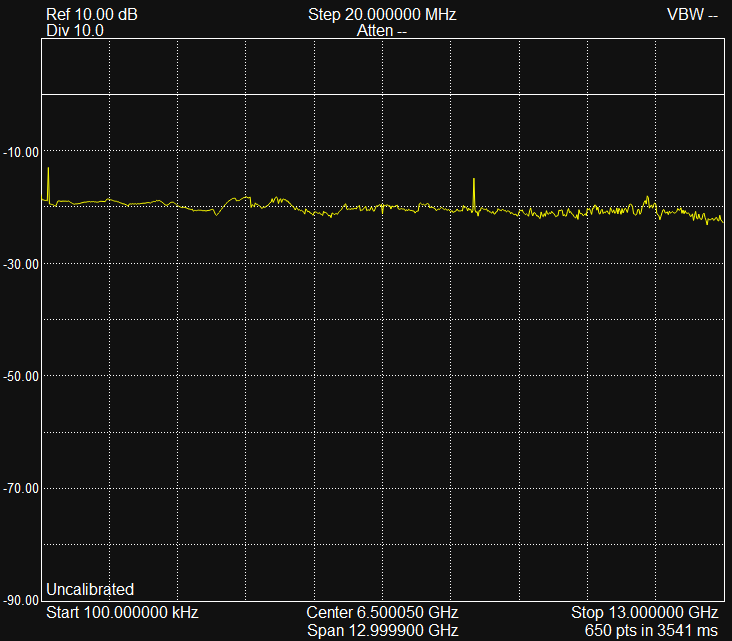 Ref 10.00 dB Step 20.000000 MHz VBW --
Div 10.0 Atten --
-10.00
-30.00
-50.00
-70.00
Uncalibrated
-90.00
Start 100.000000 kHz Center 6.500050 GHz Stop 13.000000 GHz
Span 12.999900 GHz 650 pts in 3541 ms